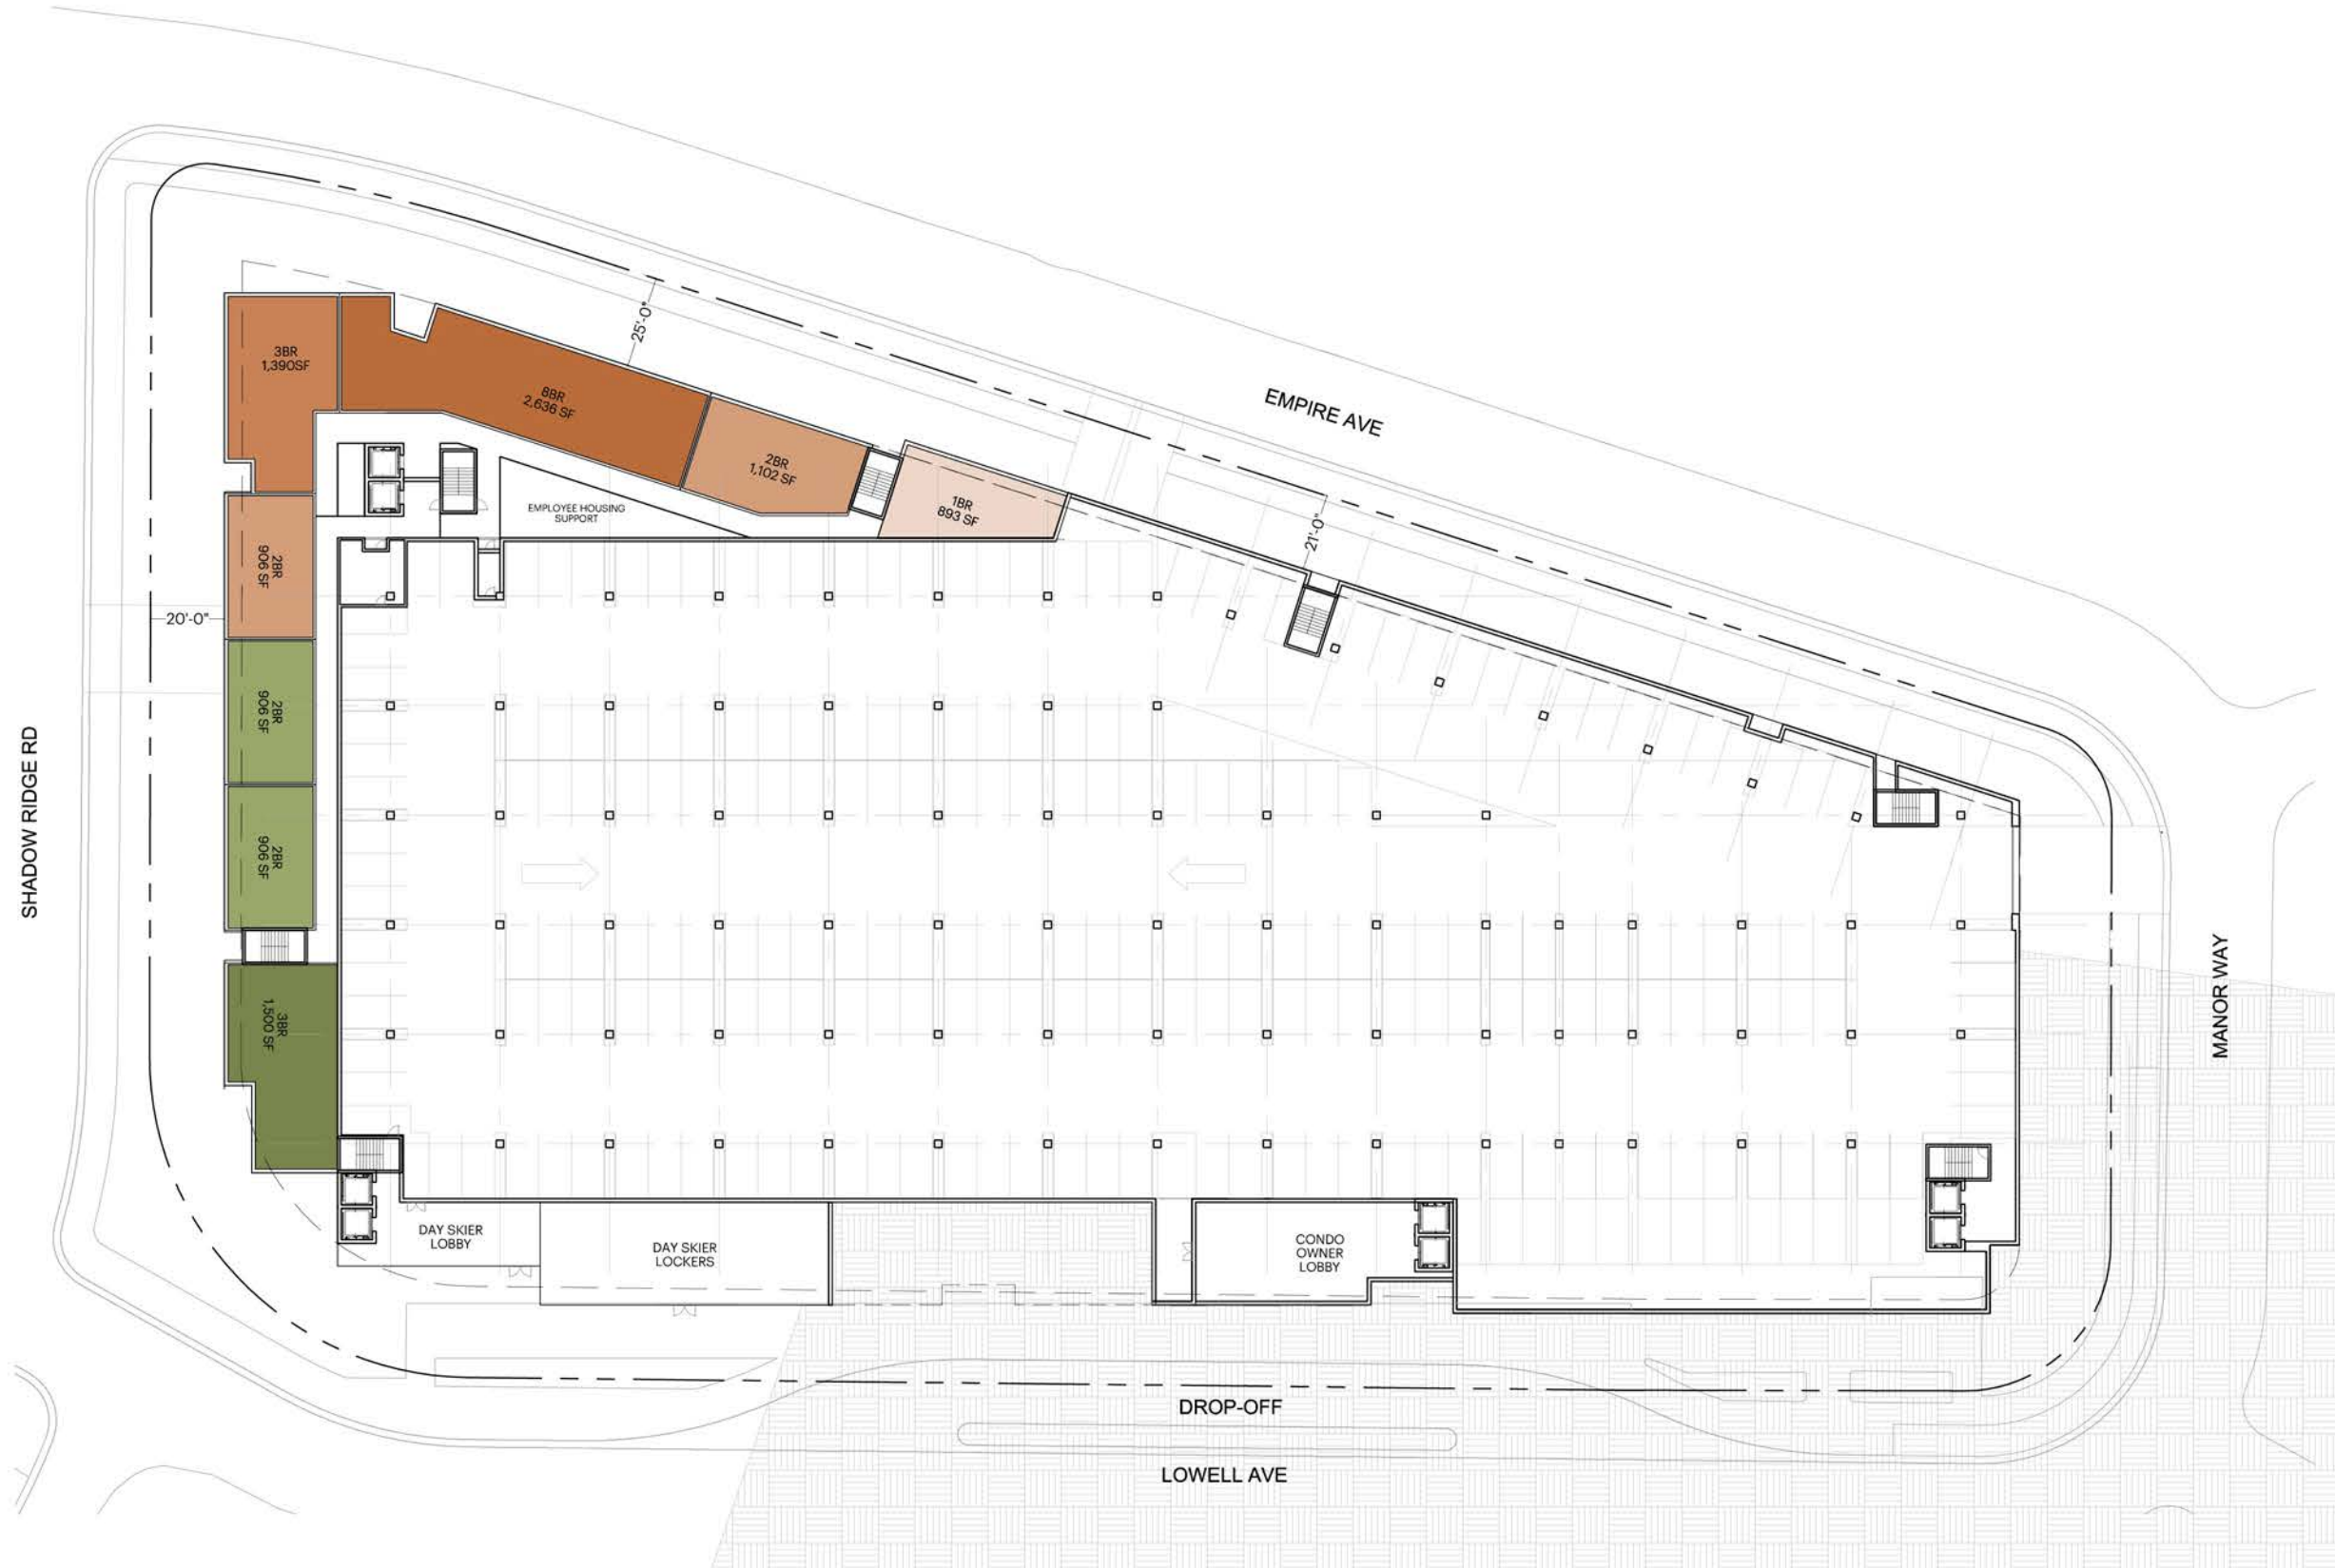 EMPIRE AVE
25'-0"
3BR
1,390SF
8BR
2,636 SF
2BR
1,102 SF
1BR
893 SF
EMPLOYEE HOUSING
SUPPORT
21'-0"
2BR
906 SF
20'-0"
2BR
906 SF
2BR
906 SF
SHADOW RIDGE RD
3BR
1,500 SF
MANOR WAY
DAY SKIER
LOBBY
DAY SKIER
LOCKERS
CONDO
OWNER
LOBBY
DROP-OFF
LOWELL AVE